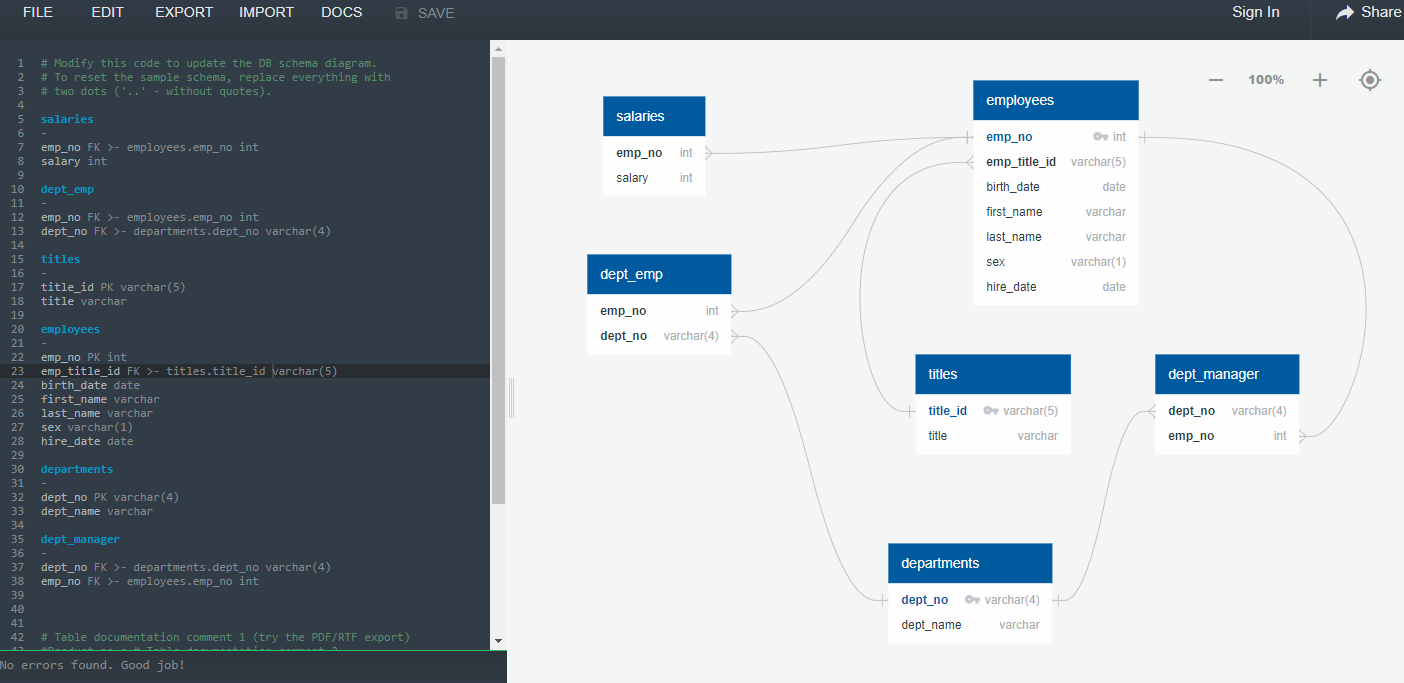 FILE EDIT EXPORT IMPORT DOCS SAVE Sign In Share
1 # Modify this code to update the DB schema diagram.
2 # To reset the sample schema, replace everything with
3 # two dots ('..' - without quotes).
4
5 salaries
6 -
7 emp_no FK >- employees.emp_no int
8 salary int
9
10 dept_emp
11 -
12 emp_no FK >- employees.emp_no int
13 dept_no FK >- departments.dept_no varchar(4)
14
15 titles
16 -
17 title_id PK varchar(5)
18 title varchar
19
20 employees
21 -
22 emp_no PK int
23 emp_title_id FK >- titles.title_id varchar(5)
24 birth_date date
25 first_name varchar
26 last_name varchar
27 sex varchar(1)
28 hire_date date
29
30 departments
31 -
32 dept_no PK varchar(4)
33 dept_name varchar
34
35 dept_manager
36 -
37 dept_no FK >- departments.dept_no varchar(4)
38 emp_no FK >- employees.emp_no int
39
40
41
42 # Table documentation comment 1 (try the PDF/RTF export)
No errors found. Good job!
100%
salaries
emp_no int
salary int
employees
emp_no int
emp_title_id varchar(5)
birth_date date
first_name varchar
last_name varchar
sex varchar(1)
hire_date date
dept_emp
emp_no int
dept_no varchar(4)
titles
title_id varchar(5)
title varchar
dept_manager
dept_no varchar(4)
emp_no int
departments
dept_no varchar(4)
dept_name varchar